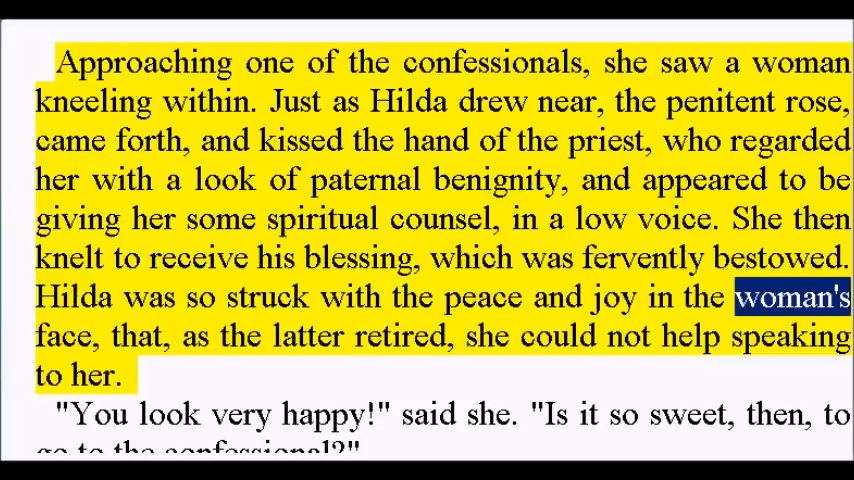 Approaching one of the confessionals, she saw a woman
kneeling within. Just as Hilda drew near, the penitent rose,
came forth, and kissed the hand of the priest, who regarded
her with a look of paternal benignity, and appeared to be
giving her some spiritual counsel, in a low voice. She then
knelt to receive his blessing, which was fervently bestowed.
Hilda was so struck with the peace and joy in the woman's
face, that, as the latter retired, she could not help speaking
to her.
"You look very happy!" said she. "Is it so sweet, then, to
go to the confessional?"